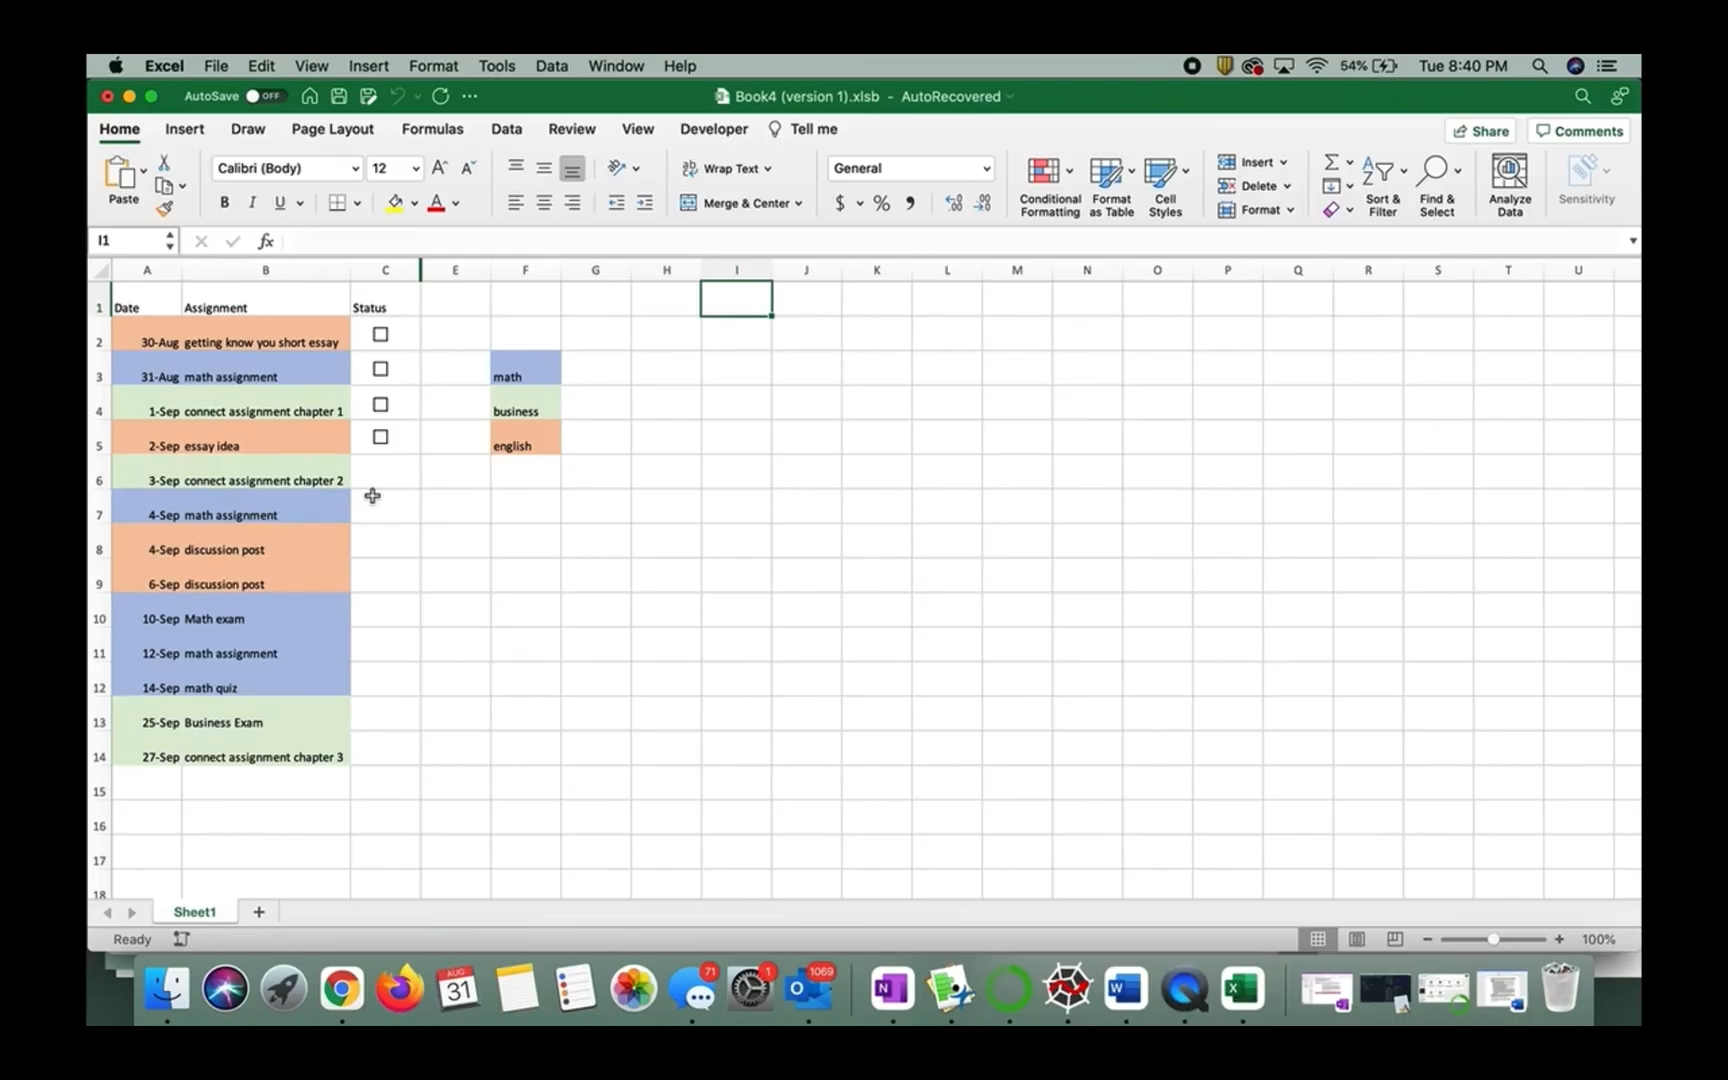 Excel File Edit View Insert Format Tools Data Window Help 54% Tue 8:40 PM
AutoSave OFF Book4 (version 1).xlsb - AutoRecovered
Home Insert Draw Page Layout Formulas Data Review View Developer Tell me Share Comments
Paste Calibri (Body) 12 Wrap Text General Insert
B I U Merge & Center $ % Conditional Formatting Format as Table Cell Styles Delete Format Sort & Filter Find & Select Analyze Data Sensitivity
I1 fx
A B C E F G H I J K L M N O P Q R S T U
1 Date Assignment Status
2 30-Aug getting know you short essay
3 31-Aug math assignment math
4 1-Sep connect assignment chapter 1 business
5 2-Sep essay idea english
6 3-Sep connect assignment chapter 2
7 4-Sep math assignment
8 4-Sep discussion post
9 6-Sep discussion post
10 10-Sep Math exam
11 12-Sep math assignment
12 14-Sep math quiz
13 25-Sep Business Exam
14 27-Sep connect assignment chapter 3
15
16
17
18
Sheet1
Ready 100%
AUG 31 71 1 1069 O N W X